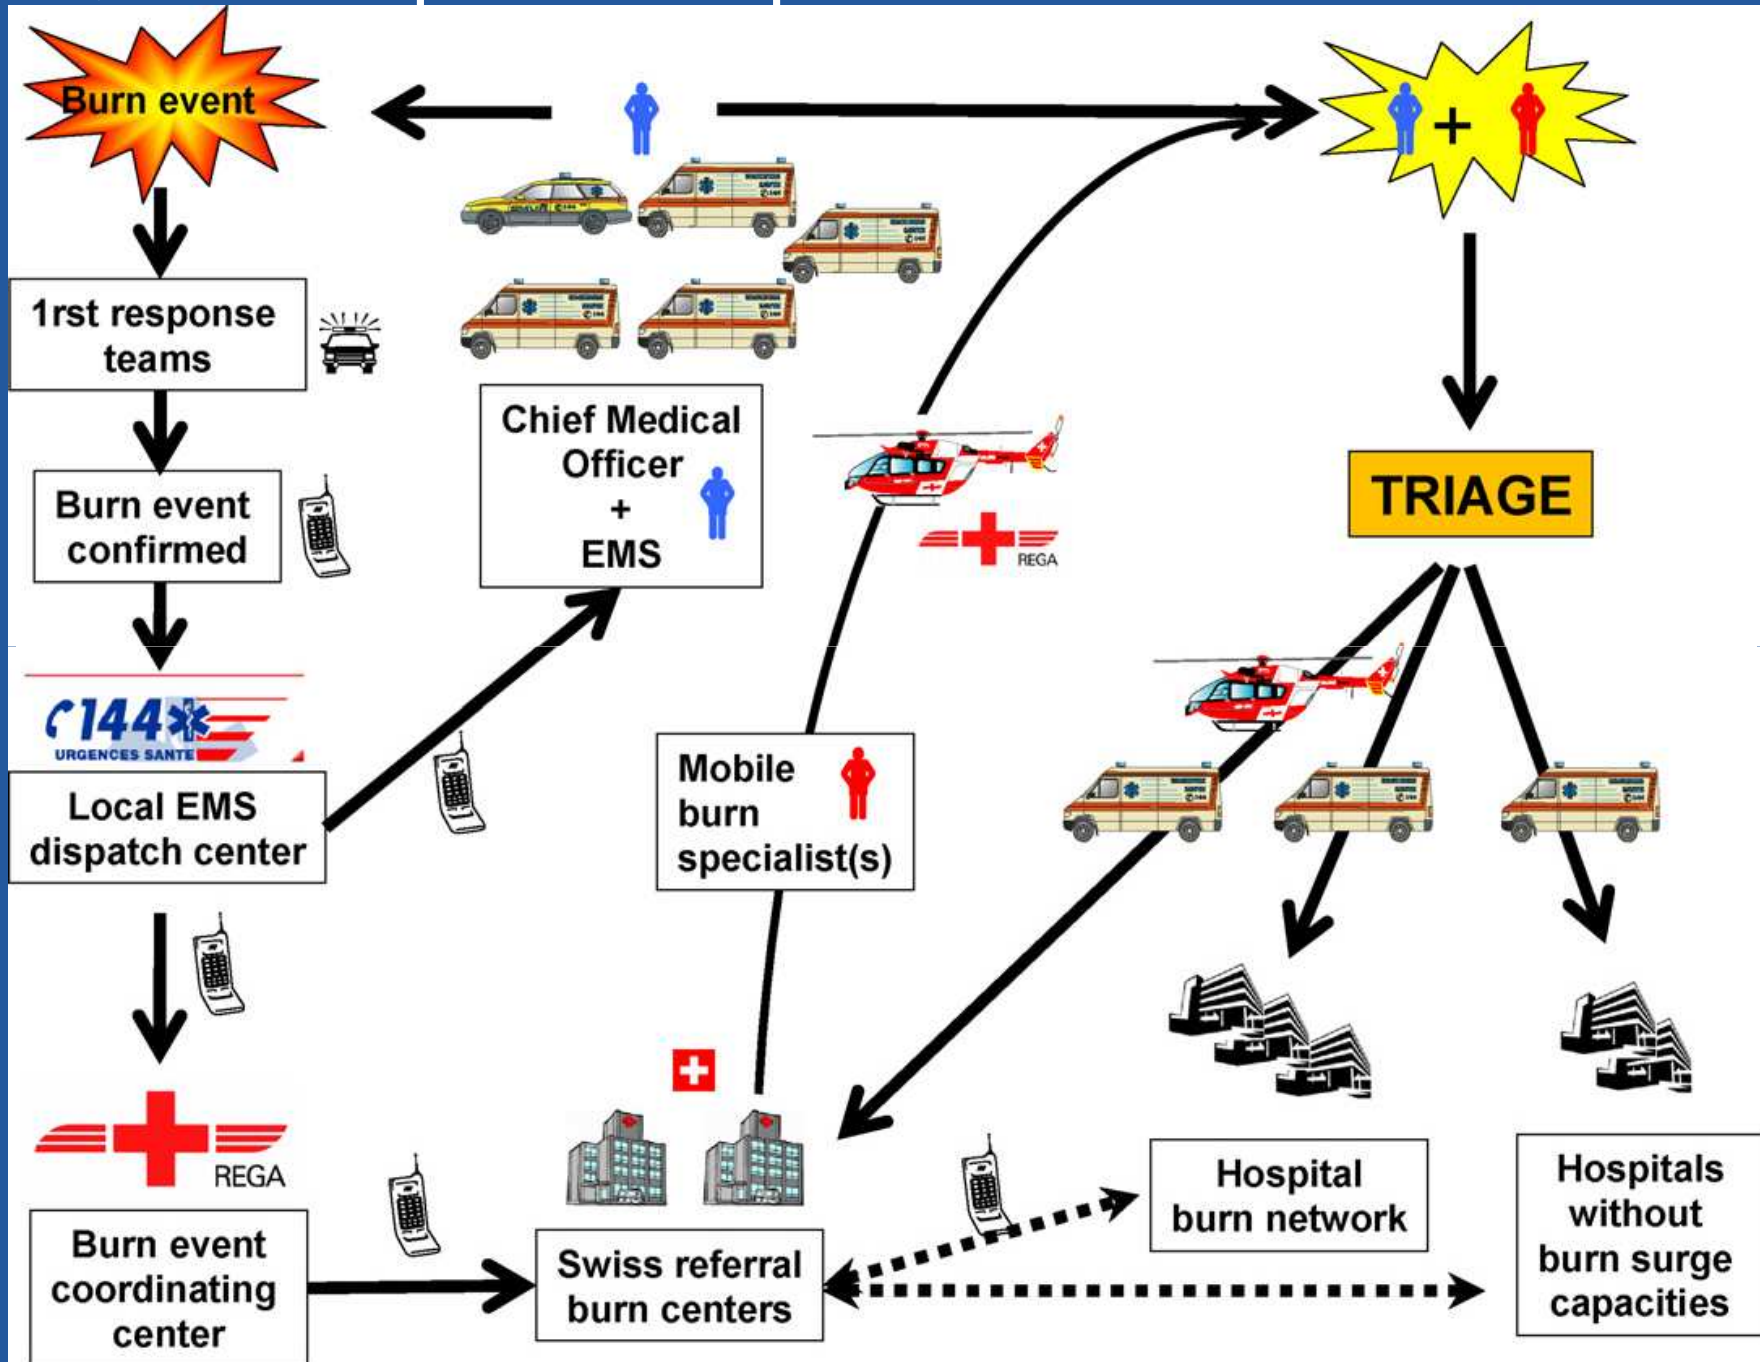 Burn event
+
1rst response
teams
Chief Medical
Officer
+
EMS
REGA
TRIAGE
Burn event
confirmed
144
URGENCES SANTE
Local EMS
dispatch center
Mobile
burn
specialist(s)
REGA
Burn event
coordinating
center
Swiss referral
burn centers
Hospital
burn network
Hospitals
without
burn surge
capacities